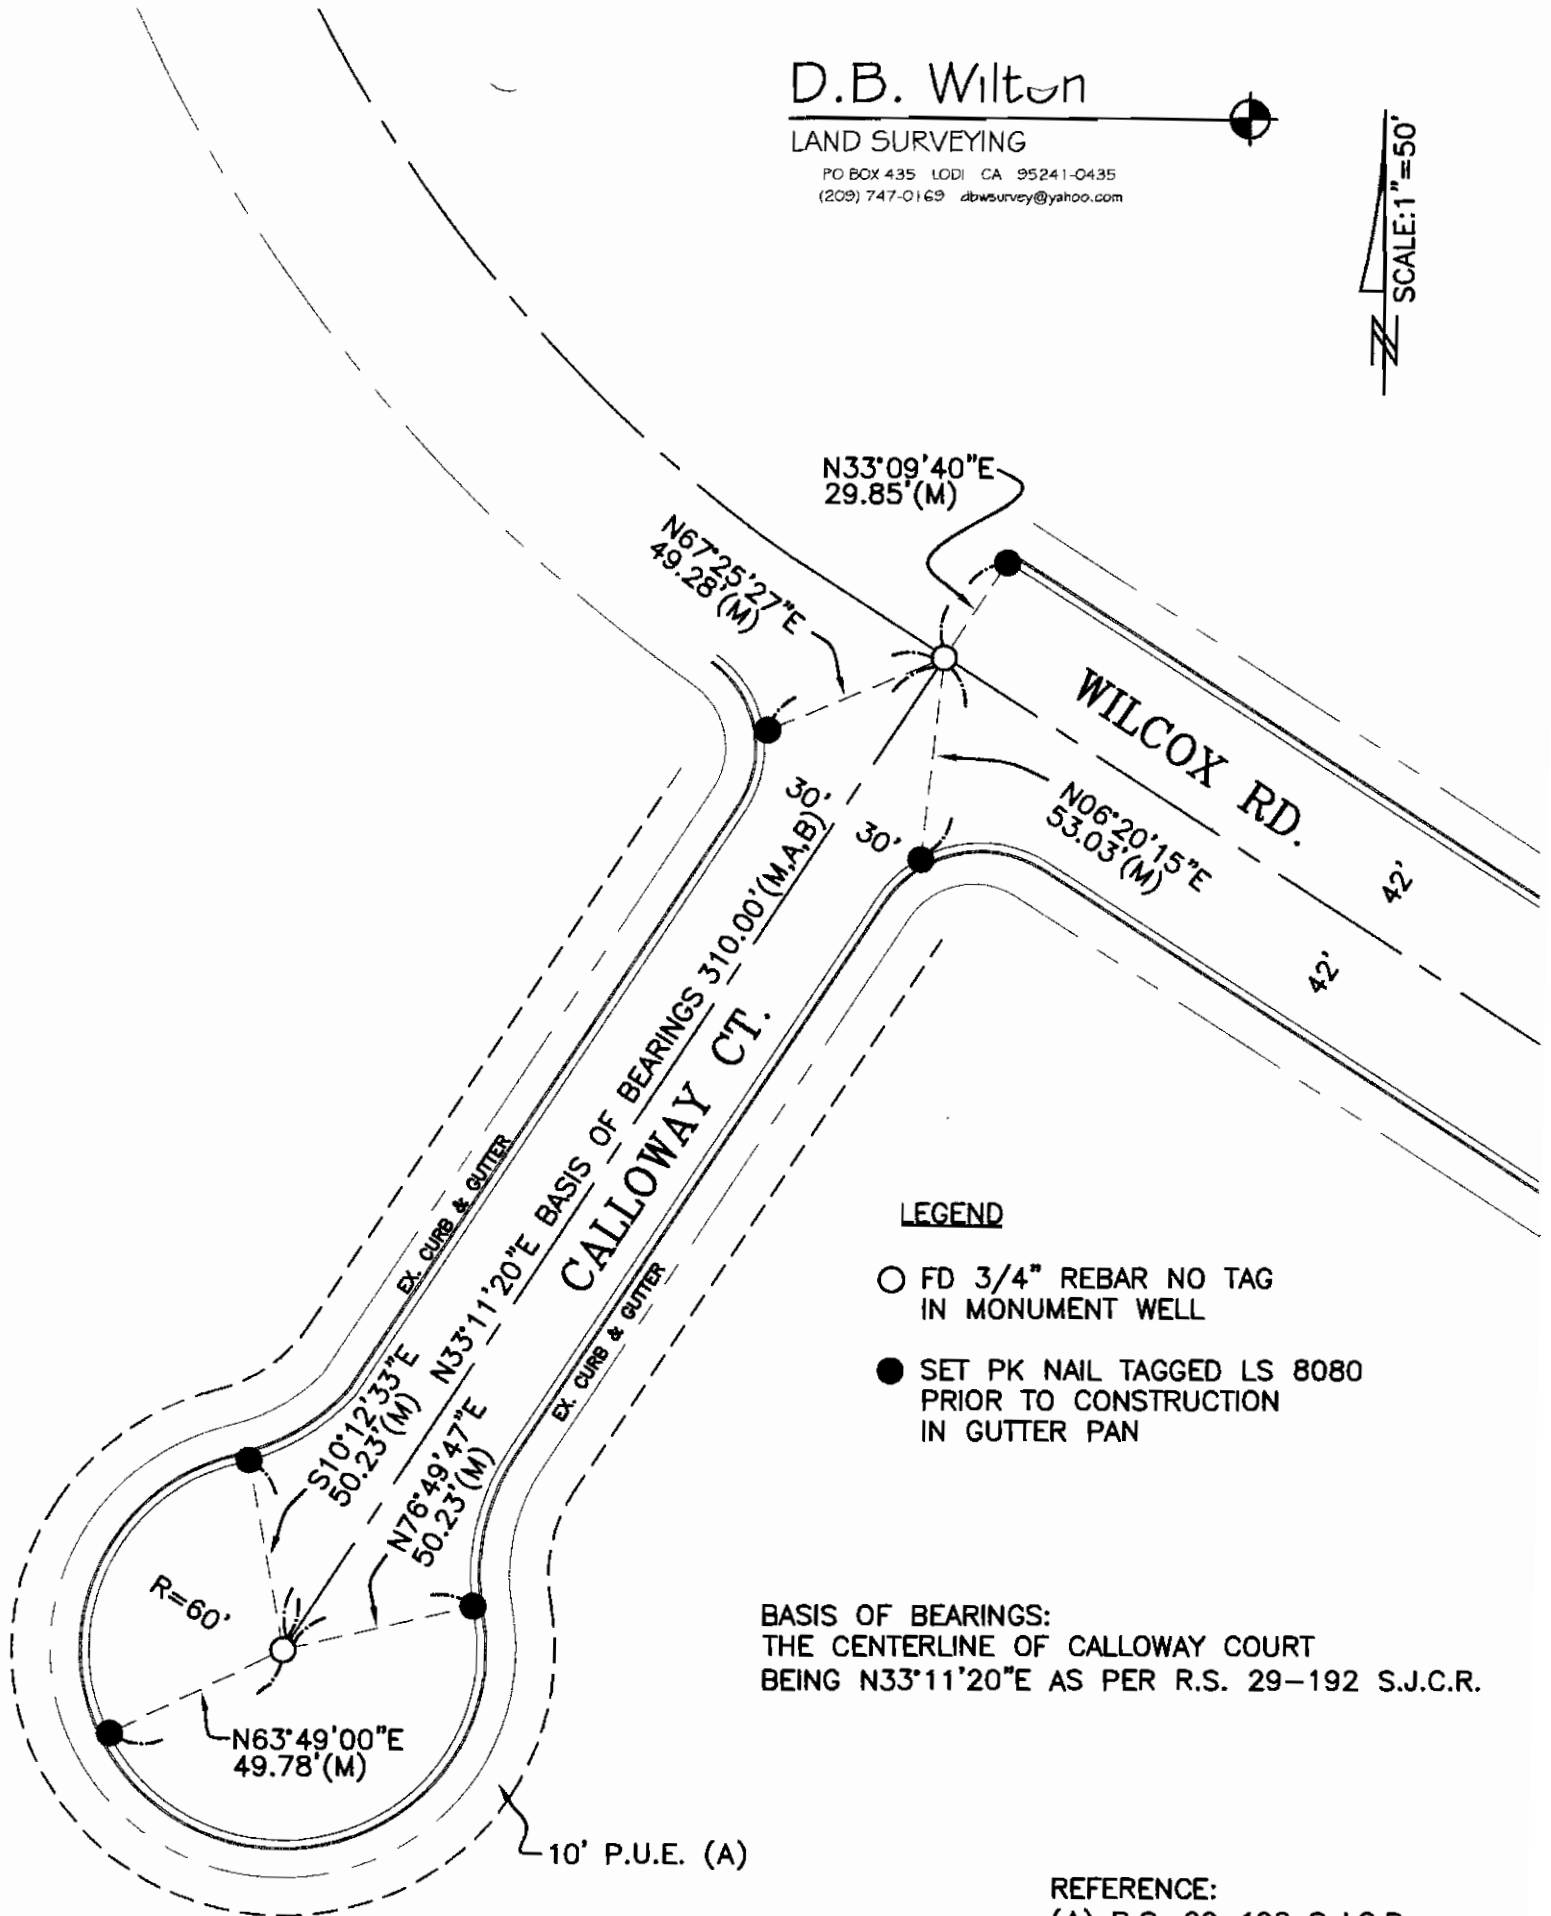 D.B. Wilton
LAND SURVEYING
PO BOX 435 LODI CA 95241-0435
(209) 747-0169 dbwsurvey@yahoo.com
SCALE:1"=50'
N
N33°09'40"E
29.85'(M)
N67°25'27"E
49.28'(M)
WILCOX RD.
N06°20'15"E
53.03'(M)
30'
30'
42'
42'
N33°11'20"E BASIS OF BEARINGS 310.00'(M,A,B)
CALLOWAY CT.
EX. CURB & GUTTER
EX. CURB & GUTTER
LEGEND
FD 3/4" REBAR NO TAG
IN MONUMENT WELL
SET PK NAIL TAGGED LS 8080
PRIOR TO CONSTRUCTION
IN GUTTER PAN
S10°12'33"E
50.23'(M)
N76°49'47"E
50.23'(M)
R=60'
N63°49'00"E
49.78'(M)
BASIS OF BEARINGS:
THE CENTERLINE OF CALLOWAY COURT
BEING N33°11'20"E AS PER R.S. 29-192 S.J.C.R.
10' P.U.E. (A)
REFERENCE: